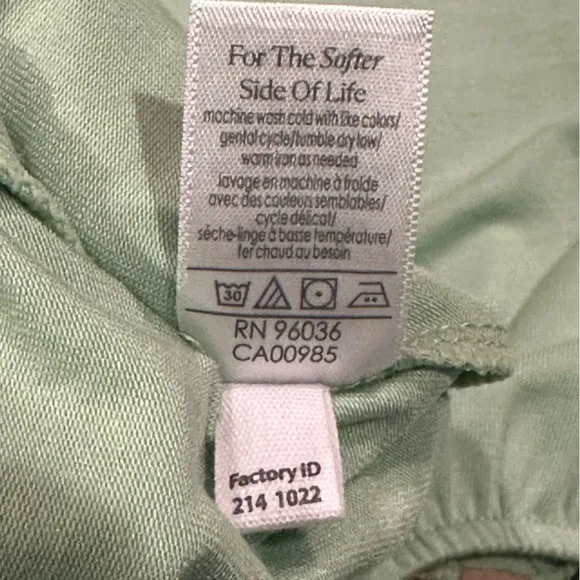 For The Softer
Side Of Life
machine wash cold with like colors/
gental cycle/tumble dry low/
warm iron as needed
lavage en machine à froide
avec des couleurs semblables/
cycle délicat/
sèche-linge à basse température/
fer chaud au besoin
30
RN 96036
CA00985
Factory ID
214 1022